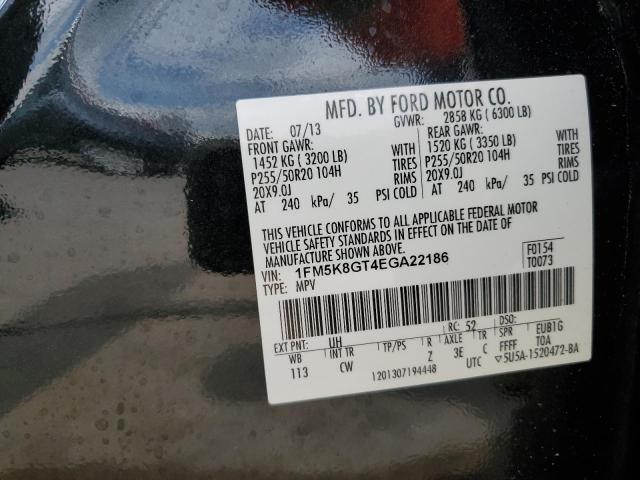 MFD. BY FORD MOTOR CO.
DATE: 07/13 GVWR: 2858 KG ( 6300 LB)
FRONT GAWR: REAR GAWR:
1452 KG ( 3200 LB) WITH 1520 KG ( 3350 LB) WITH
P255/50R20 104H TIRES P255/50R20 104H TIRES
20X9.0J RIMS 20X9.0J RIMS
AT 240 kPa/ 35 PSI COLD AT 240 kPa/ 35 PSI COLD
THIS VEHICLE CONFORMS TO ALL APPLICABLE FEDERAL MOTOR
VEHICLE SAFETY STANDARDS IN EFFECT ON THE DATE OF
MANUFACTURE SHOWN ABOVE.
VIN: 1FM5K8GT4EGA22186 F0154
TYPE: MPV T0073
EXT PNT: UH RC: 52 DSO:
WB INT TR TP/PS R AXLE TR SPR EUB1G
113 CW Z 3E C FFFF TOA
1201307194448 UTC ▽5U5A-1520472-BA